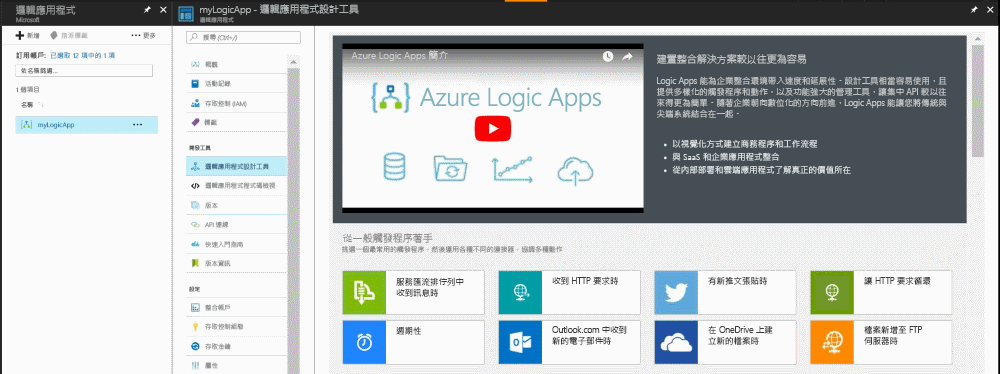 邏輯應用程式
Microsoft
新增
指派標籤
更多
訂用帳戶: 已選取 12 項中的 1 項
依名稱篩選...
1 個項目
名稱
myLogicApp
myLogicApp - 邏輯應用程式設計工具
邏輯應用程式
搜尋 (Ctrl+/)
概觀
活動記錄
存取控制 (IAM)
標籤
開發工具
邏輯應用程式設計工具
邏輯應用程式程式碼檢視
版本
API 連線
快速入門指南
版本資訊
設定
整合帳戶
存取控制組態
存取金鑰
屬性
Azure Logic Apps 簡介
Azure Logic Apps
建置整合解決方案較以往更為容易
Logic Apps 能為企業整合環境帶入速度和延展性。設計工具相當容易使用，且
提供多樣化的觸發程序和動作，以及功能強大的管理工具，讓集中 API 較以往
來得更為簡單。隨著企業朝向數位化的方向前進，Logic Apps 能讓您將傳統與
尖端系統結合在一起。
以視覺化方式建立商務程序和工作流程
與 SaaS 和企業應用程式整合
從內部部署和雲端應用程式了解真正的價值所在
從一般觸發程序著手
挑選一個最常用的觸發程序，然後運用各種不同的連接器，協調多種動作
服務匯流排佇列中
收到訊息時
收到 HTTP 要求時
有新推文張貼時
讓 HTTP 要求循環
週期性
Outlook.com 中收到
新的電子郵件時
在 OneDrive 上建
立新的檔案時
檔案新增至 FTP
伺服器時